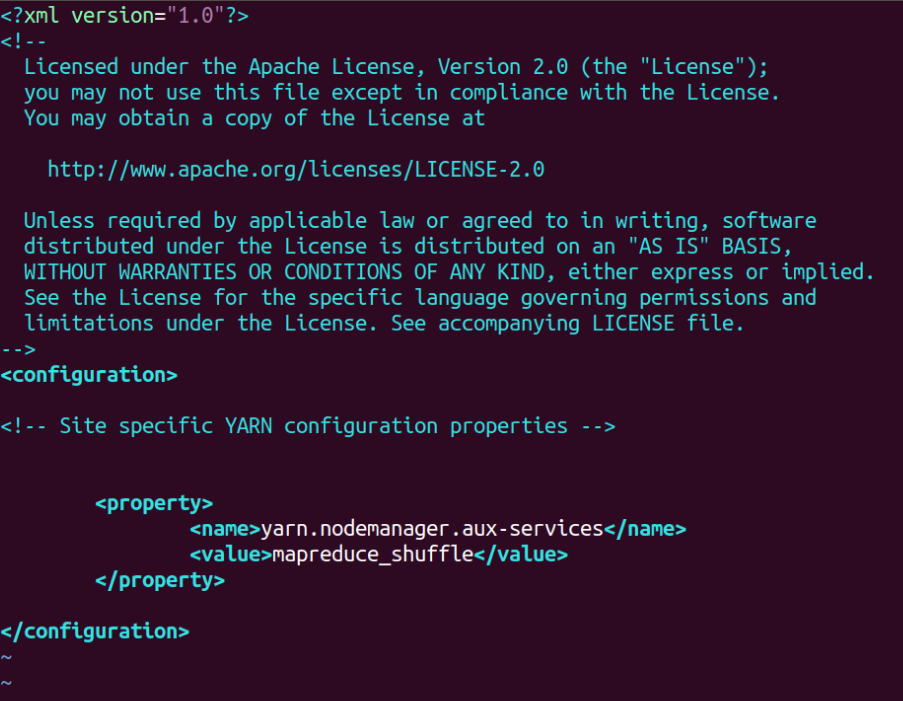 <?xml version="1.0"?>
<!--
  Licensed under the Apache License, Version 2.0 (the "License");
  you may not use this file except in compliance with the License.
  You may obtain a copy of the License at

    http://www.apache.org/licenses/LICENSE-2.0

  Unless required by applicable law or agreed to in writing, software
  distributed under the License is distributed on an "AS IS" BASIS,
  WITHOUT WARRANTIES OR CONDITIONS OF ANY KIND, either express or implied.
  See the License for the specific language governing permissions and
  limitations under the License. See accompanying LICENSE file.
-->
<configuration>

<!-- Site specific YARN configuration properties -->


        <property>
                <name>yarn.nodemanager.aux-services</name>
                <value>mapreduce_shuffle</value>
        </property>

</configuration>
~
~